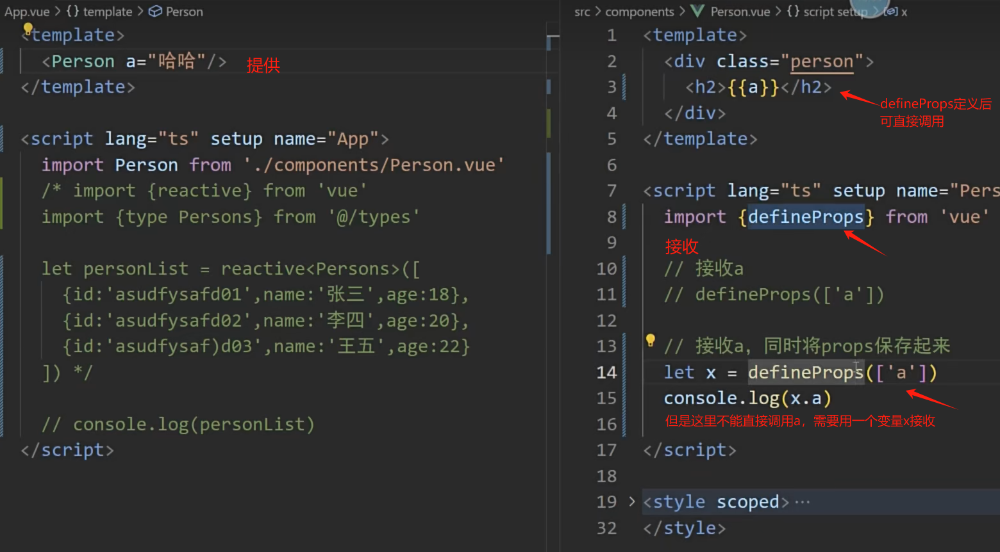 App.vue > {} template > Person
<template>
<Person a="哈哈"/> 提供
</template>
<script lang="ts" setup name="App">
import Person from './components/Person.vue'
/* import {reactive} from 'vue'
import {type Persons} from '@/types'
let personList = reactive<Persons>([
{id:'asudfysafd01',name:'张三',age:18},
{id:'asudfysafd02',name:'李四',age:20},
{id:'asudfysaf)d03',name:'王五',age:22}
]) */
// console.log(personList)
</script>
src > components > Person.vue > {} script setup > x
1 <template>
2 <div class="person">
3 <h2>{{a}}</h2>
defineProps定义后
可直接调用
4 </div>
5 </template>
6
7 <script lang="ts" setup name="Pers
8 import {defineProps} from 'vue'
9 接收
10 // 接收a
11 // defineProps(['a'])
12
13 // 接收a，同时将props保存起来
14 let x = defineProps(['a'])
15 console.log(x.a)
16 但是这里不能直接调用a，需要用一个变量x接收
17 </script>
18
19 > <style scoped>···
32 </style>